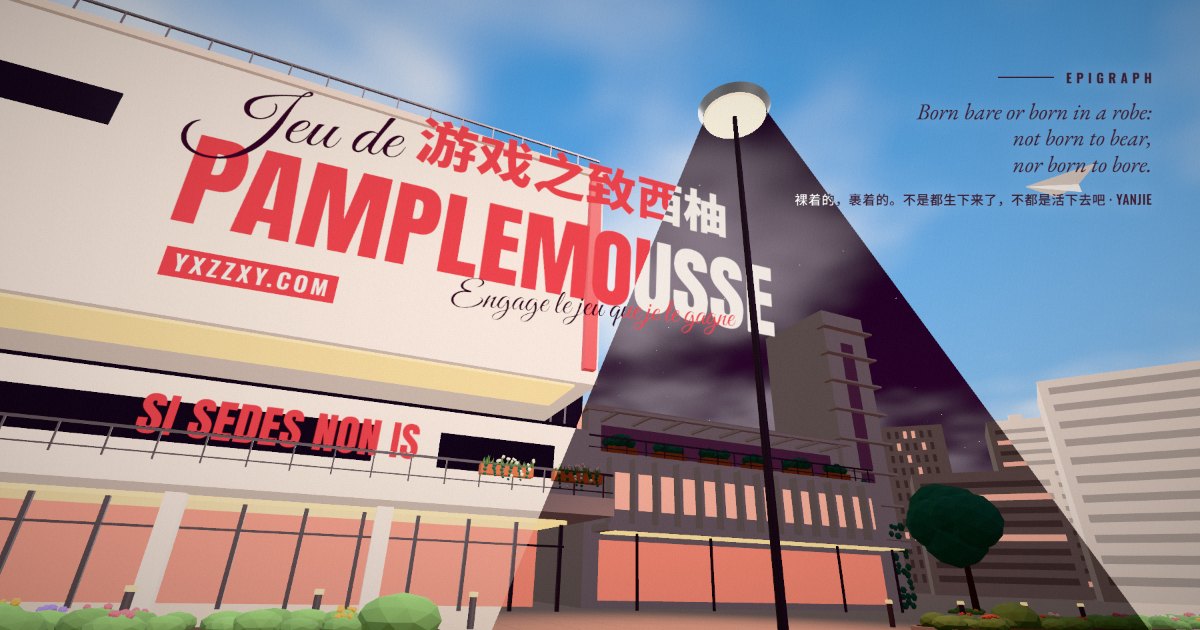 Jeu de 游戏之致西柚
PAMPLEMOUSSE
YXZZXY.COM
Engage le jeu que je le gagne
SI SEDES NON IS
EPIGRAPH
Born bare or born in a robe:
not born to bear,
nor born to bore.
裸着的。裹着的。不是都生下来了，不都是活下去吧 · YANJIE